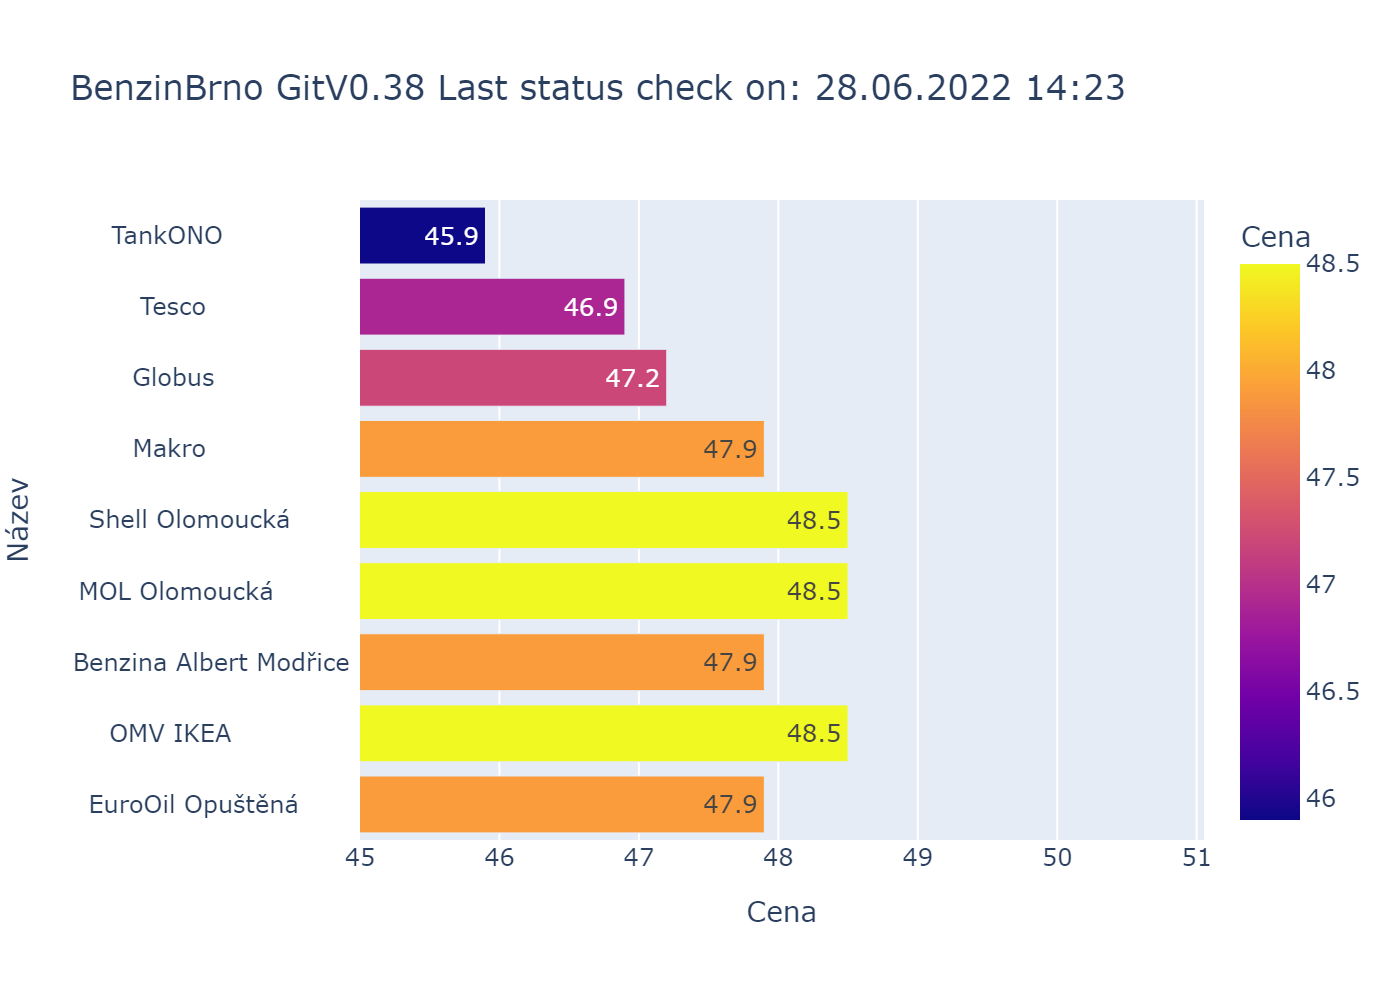 BenzinBrno GitV0.38 Last status check on: 28.06.2022 14:23
Název
TankONO
45.9
Tesco
46.9
Globus
47.2
Makro
47.9
Shell Olomoucká
48.5
MOL Olomoucká
48.5
Benzina Albert Modřice
47.9
OMV IKEA
48.5
EuroOil Opuštěná
47.9
45 46 47 48 49 50 51
Cena
Cena
48.5
48
47.5
47
46.5
46